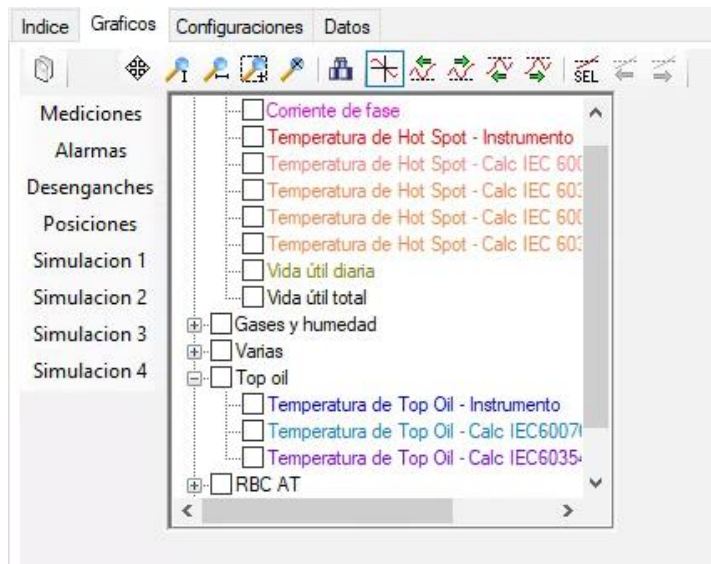 Indice Graficos Configuraciones Datos
SEL
Mediciones
Alarmas
Desenganches
Posiciones
Simulacion 1
Simulacion 2
Simulacion 3
Simulacion 4
Corriente de fase
Temperatura de Hot Spot - Instrumento
Temperatura de Hot Spot - Calc IEC 600
Temperatura de Hot Spot - Calc IEC 603
Temperatura de Hot Spot - Calc IEC 600
Temperatura de Hot Spot - Calc IEC 603
Vida útil diaria
Vida útil total
Gases y humedad
Varias
Top oil
Temperatura de Top Oil - Instrumento
Temperatura de Top Oil - Calc IEC6007
Temperatura de Top Oil - Calc IEC60354
RBC AT